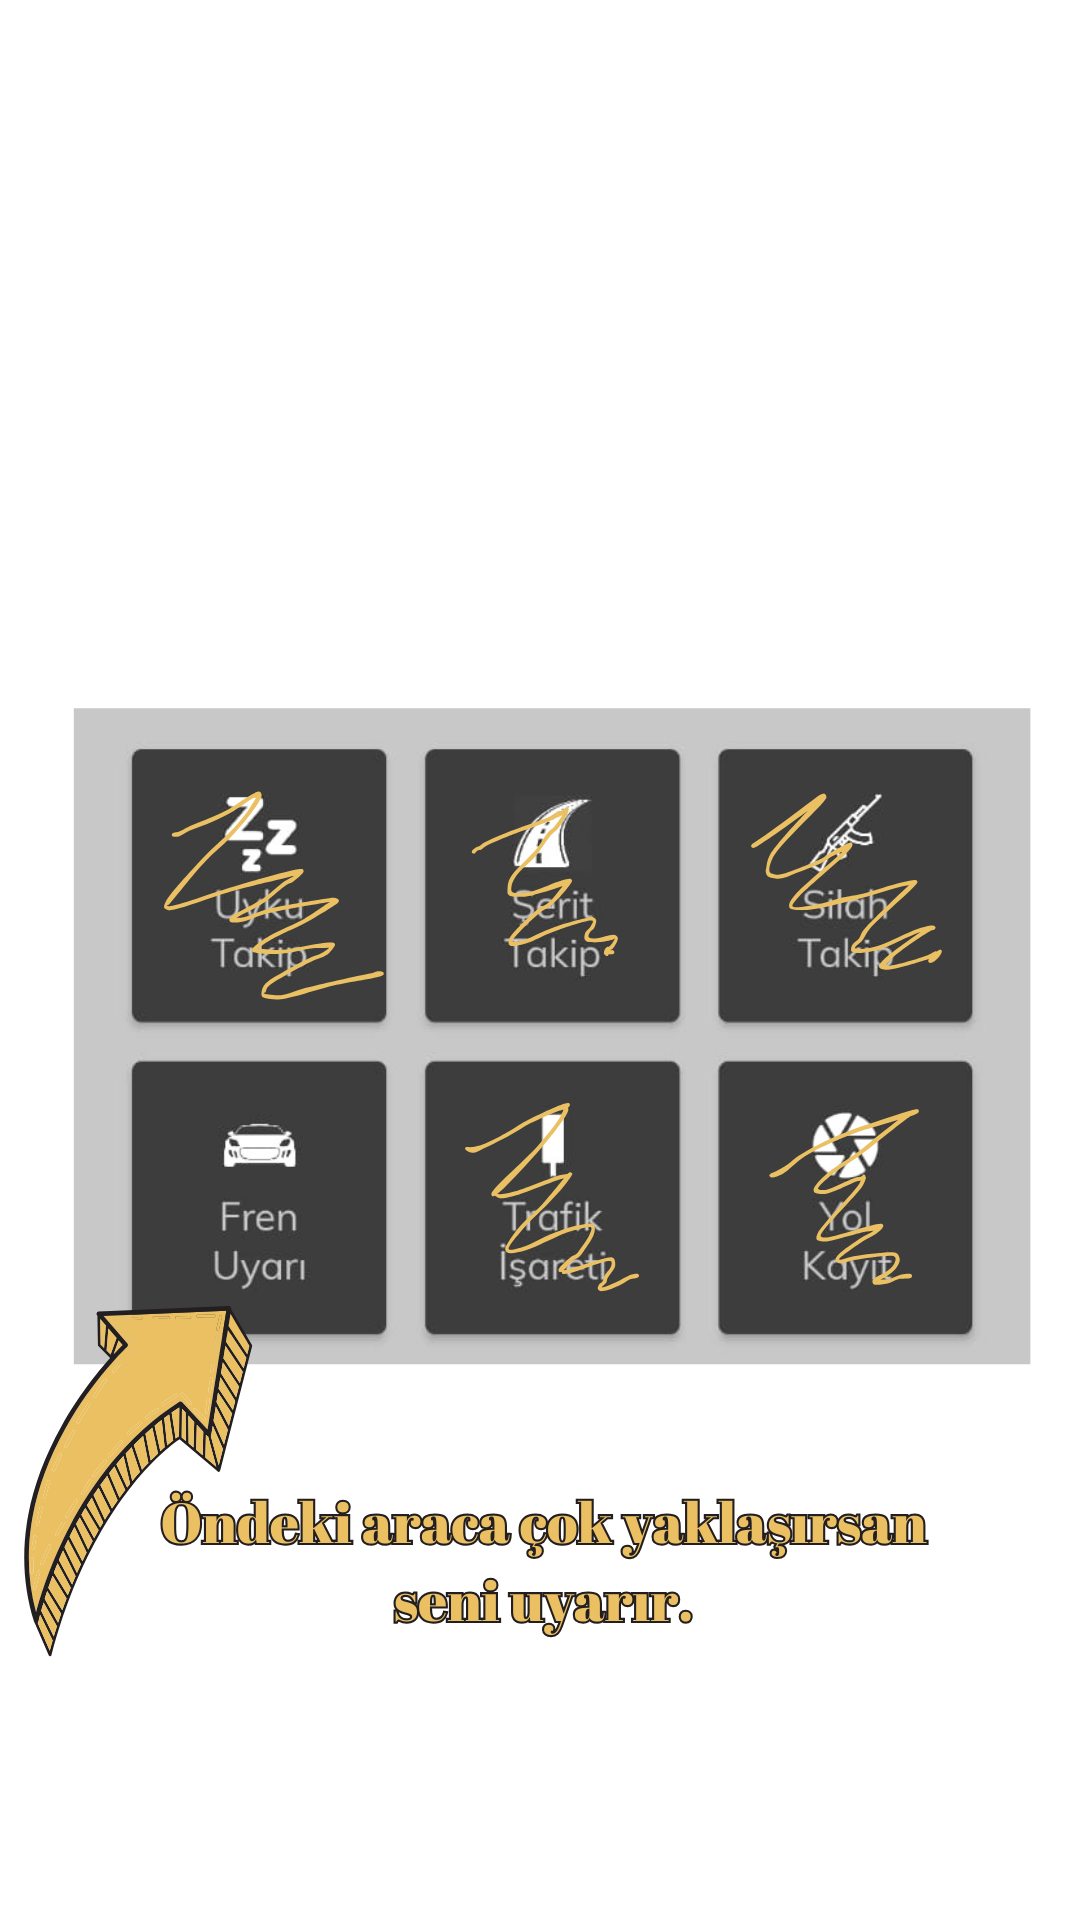 Uyku
Takip
Şerit
Takip
Silah
Takip
Fren
Uyarı
Trafik
İşareti
Yol
Kayıt
Öndeki araca çok yaklaşırsan
seni uyarır.